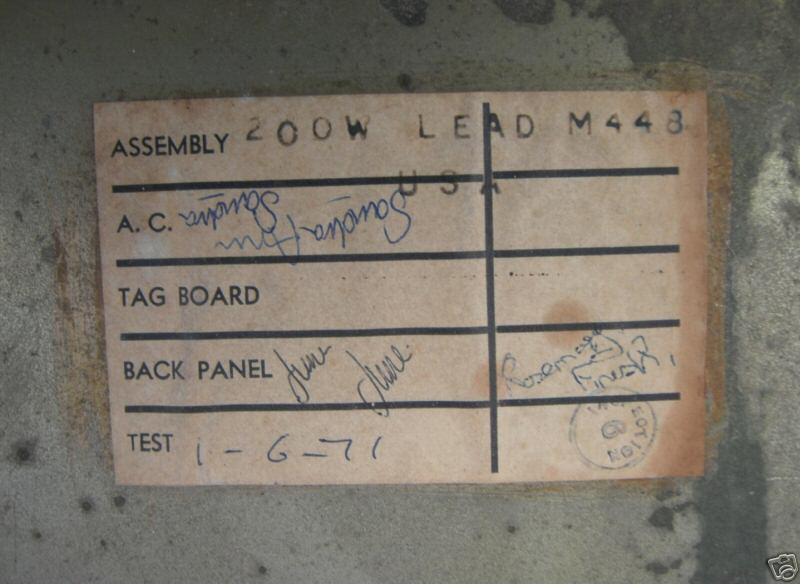 ASSEMBLY 200W LEAD M448
USA
A. C. Sandra Sandra Ann
TAG BOARD
BACK PANEL June June Rosemary
TEST 1-6-71
6